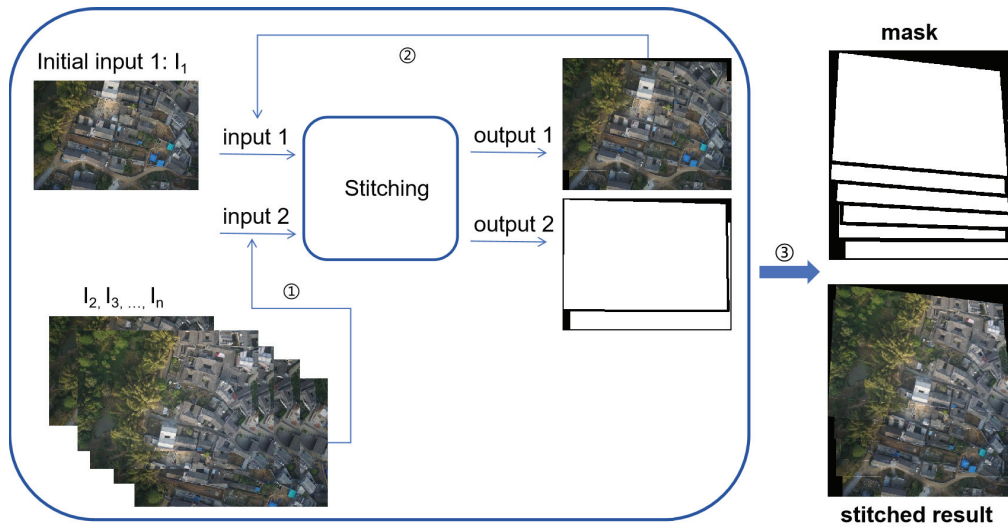 Initial input 1: I₁
②
mask
input 1
output 1
Stitching
input 2
output 2
③
①
I₂, I₃, ..., Iₙ
stitched result